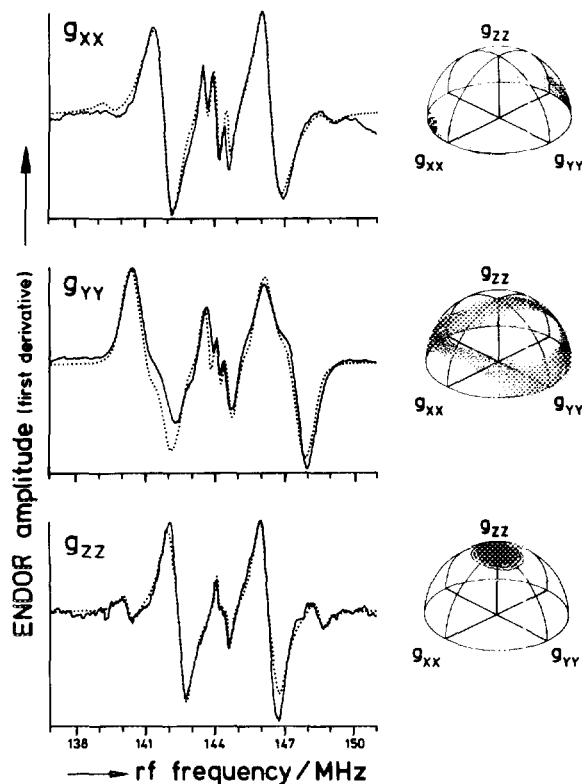 gXX
gZZ
gXX
gYY
gYY
gZZ
gXX
gYY
gZZ
gZZ
gXX
gYY
138 141 144 147 150
rf frequency/MHz
ENDOR amplitude (first derivative)